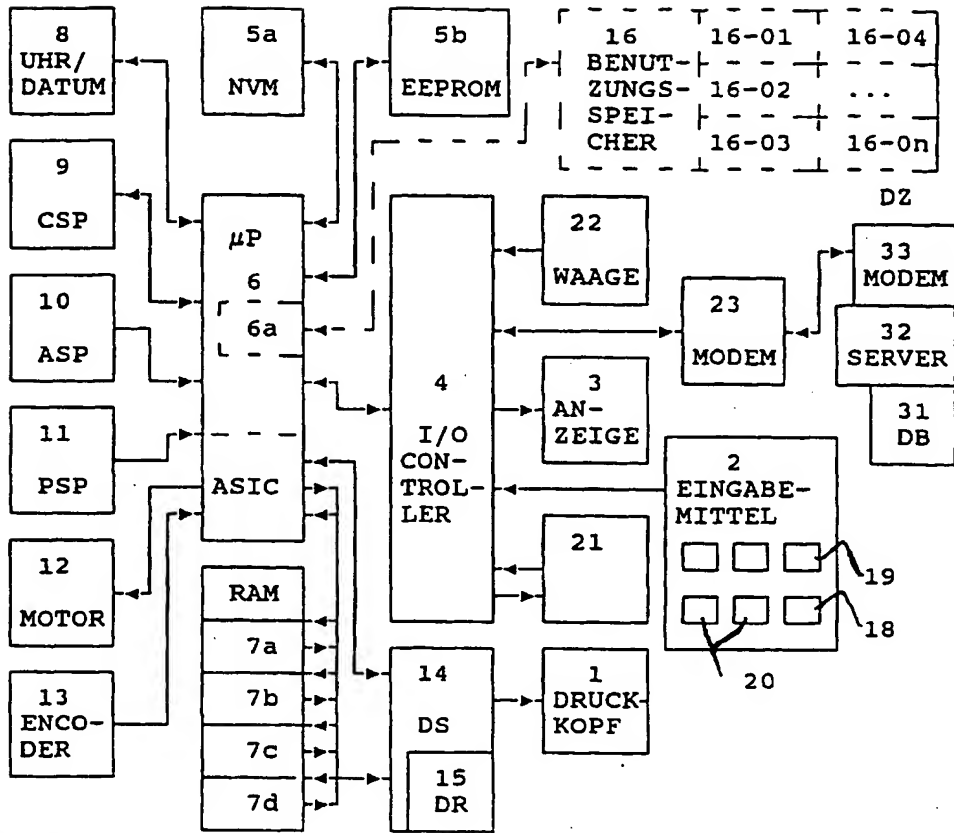 8
UHR/
DATUM
5a
NVM
5b
EEPROM
16
BENUT-
ZUNGS-
SPEI-
CHER
16-01
16-04
16-02
...
16-03
16-0n
9
CSP
10
ASP
11
PSP
12
MOTOR
13
ENCO-
DER
µP
6
6a
ASIC
RAM
7a
7b
7c
7d
4
I/O
CON-
TROL-
LER
22
WAAGE
23
MODEM
DZ
33
MODEM
32
SERVER
31
DB
3
AN-
ZEIGE
2
EINGABE-
MITTEL
19
18
20
21
14
DS
15
DR
1
DRUCK-
KOPF